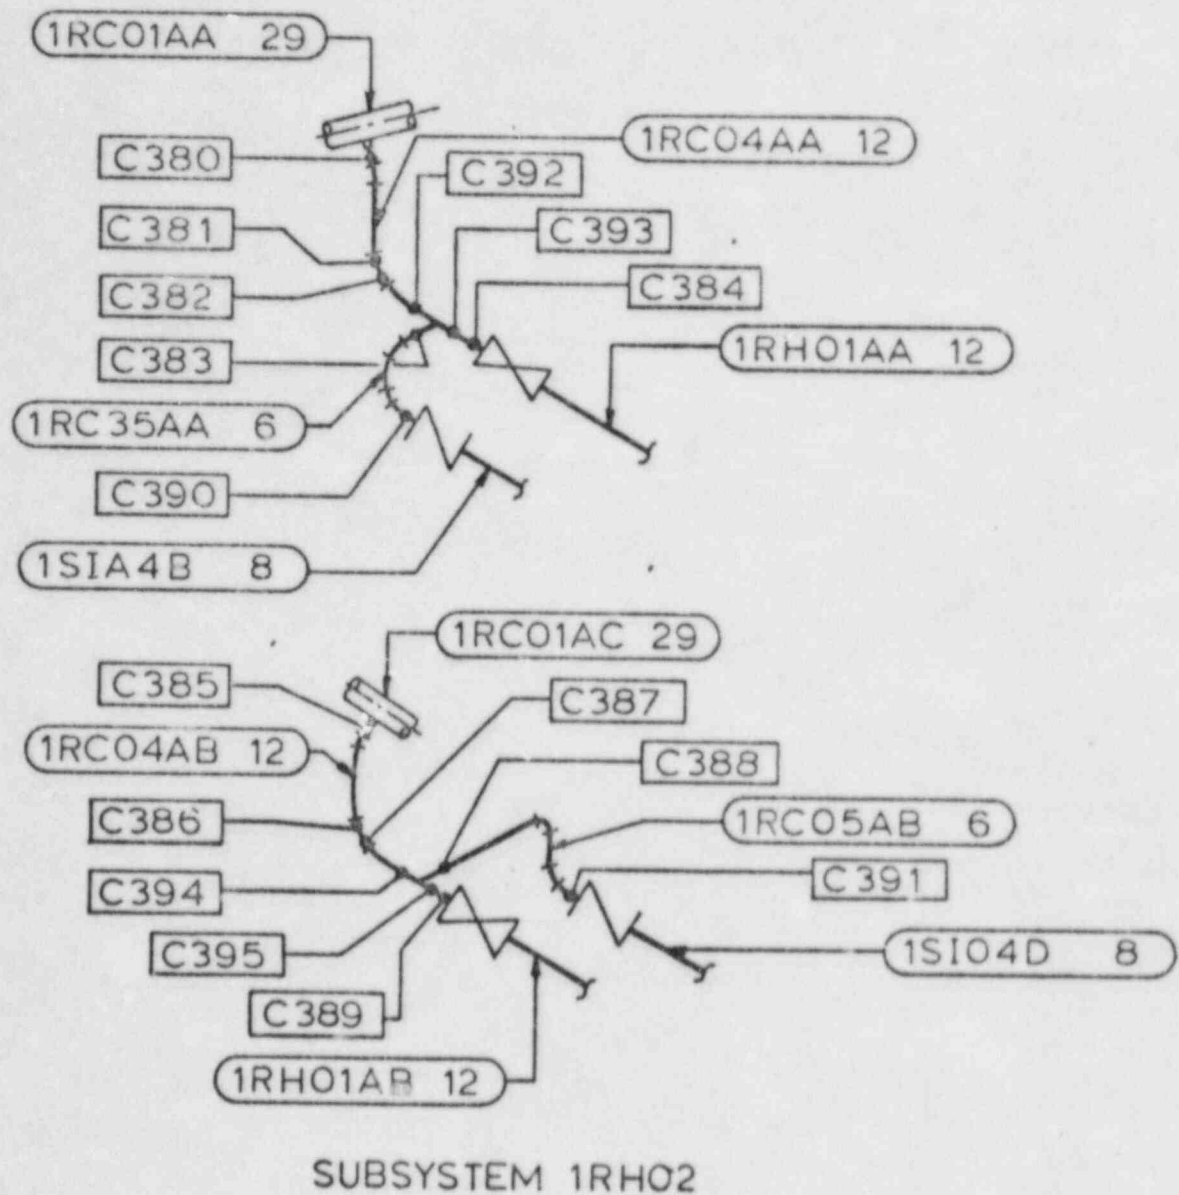 1RC01AA 29
1RC04AA 12
C380
C392
C381
C393
C382
C384
C383
1RH01AA 12
1RC35AA 6
C390
1SIA4B 8
1RC01AC 29
C385
C387
1RC04AB 12
C388
C386
1RC05AB 6
C394
C391
C395
1SI04D 8
C389
1RH01AB 12
SUBSYSTEM 1RH02